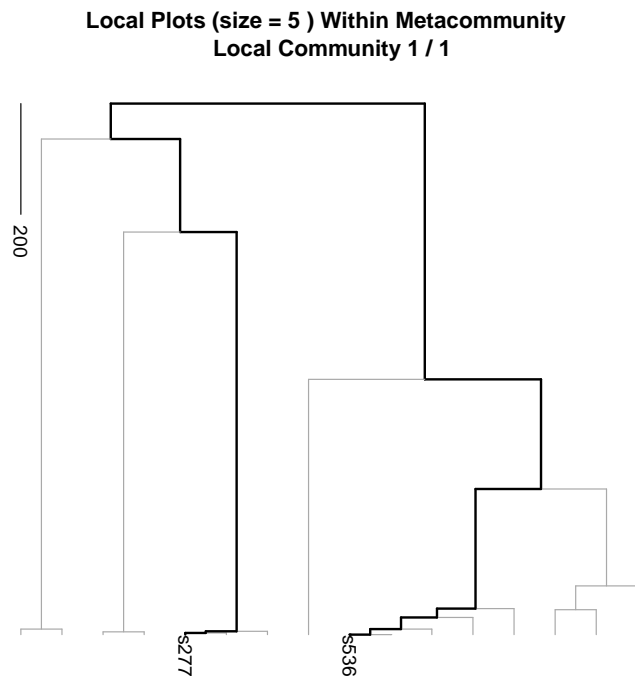 Local Plots (size = 5 ) Within Metacommunity
Local Community 1 / 1
200
s277
s536